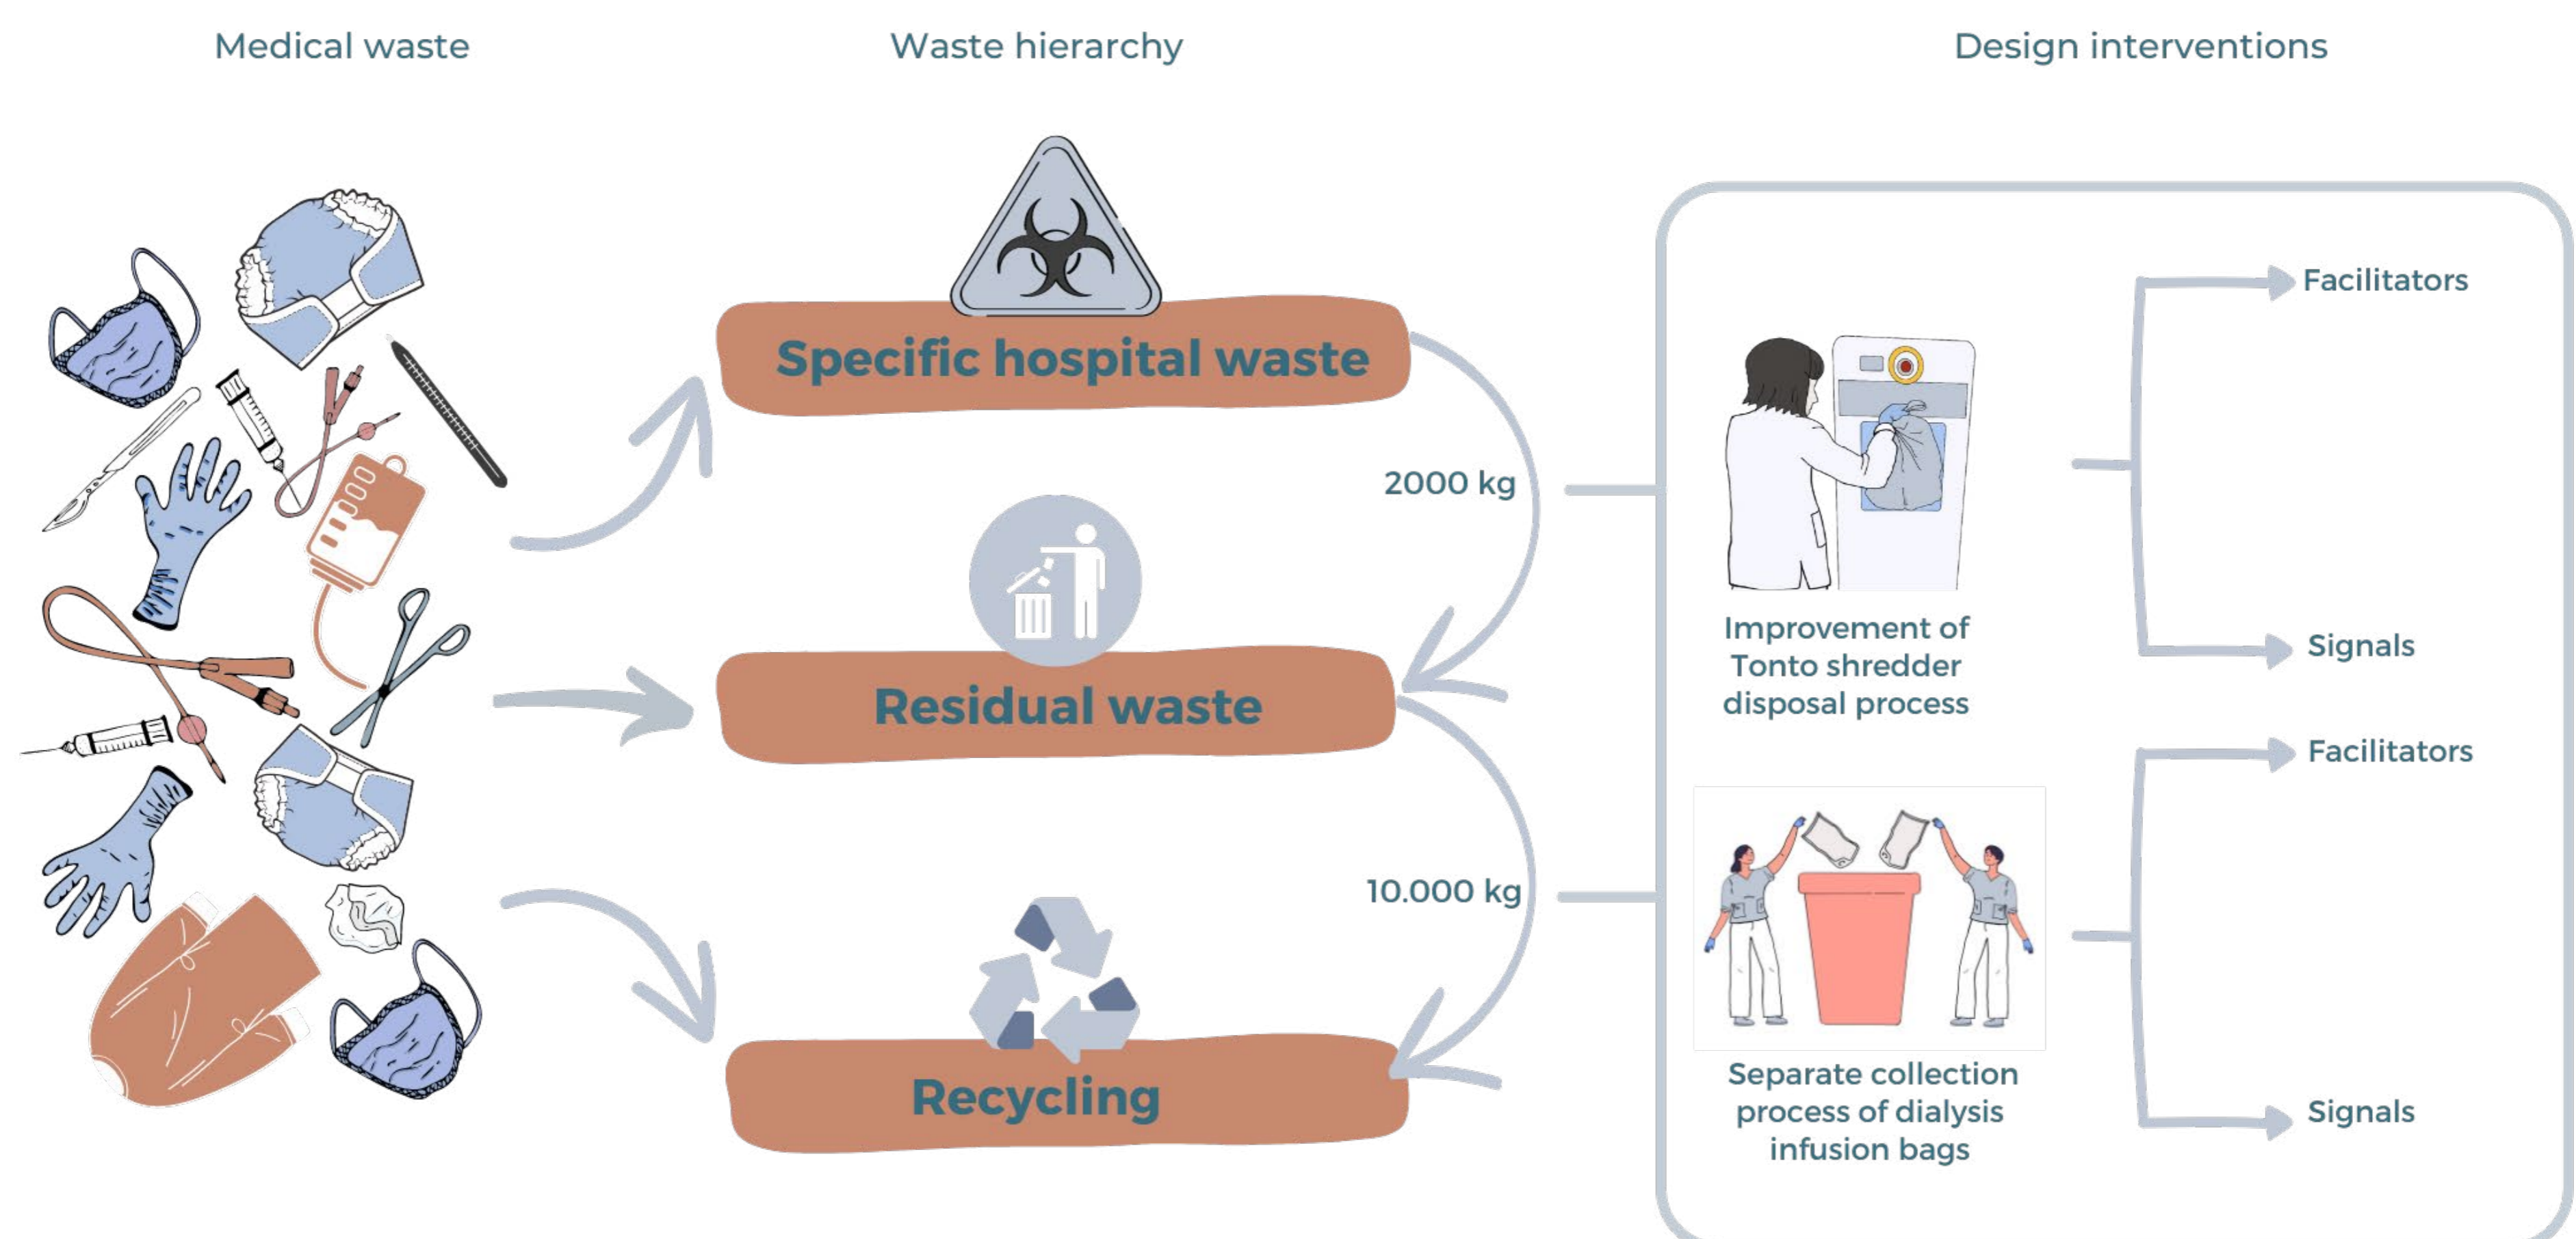 Medical waste
Waste hierarchy
Design interventions
Specific hospital waste
2000 kg
Residual waste
10.000 kg
Recycling
Improvement of
Tonto shredder
disposal process
Facilitators
Signals
Separate collection
process of dialysis
infusion bags
Facilitators
Signals